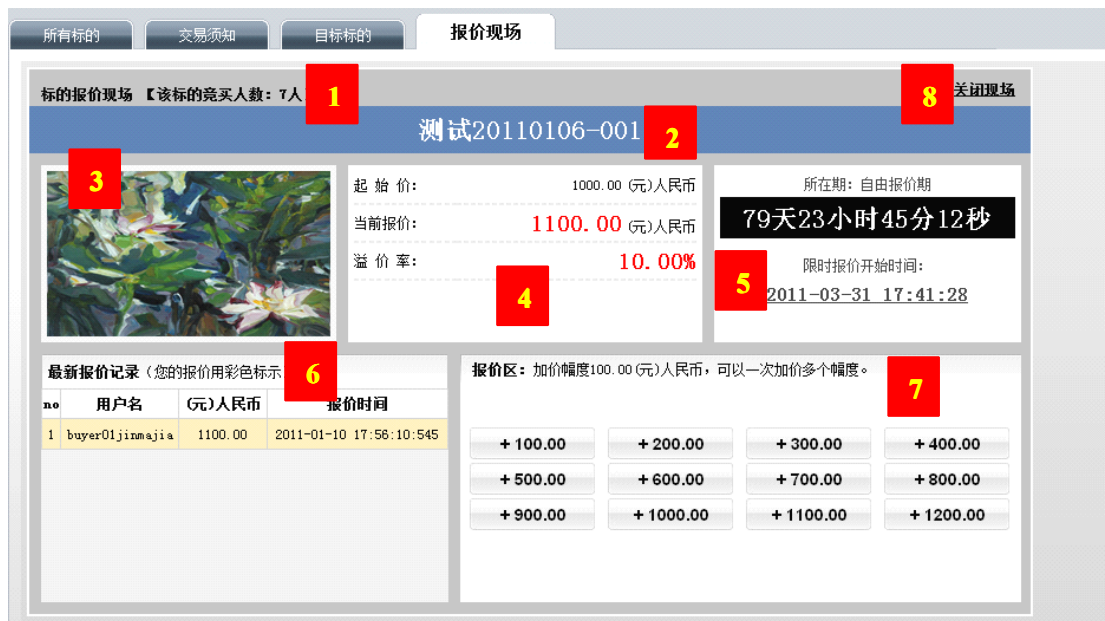 所有标的 交易须知 目标标的 报价现场
标的报价现场 【该标的竞买人数：7人 1 8 关闭现场
测试20110106-001 2
3
起 始 价： 1000.00 (元)人民币
当前报价： 1100.00 (元)人民币
溢 价 率： 10.00%
4
所在期：自由报价期
79天23小时45分12秒
限时报价开始时间：
5
2011-03-31 17:41:28
最新报价记录（您的报价用彩色标示 6
no 用户名 (元)人民币 报价时间
1 buyer01jinmajia 1100.00 2011-01-10 17:56:10:545
报价区：加价幅度100.00(元)人民币，可以一次加价多个幅度。
7
+ 100.00 + 200.00 + 300.00 + 400.00
+ 500.00 + 600.00 + 700.00 + 800.00
+ 900.00 + 1000.00 + 1100.00 + 1200.00